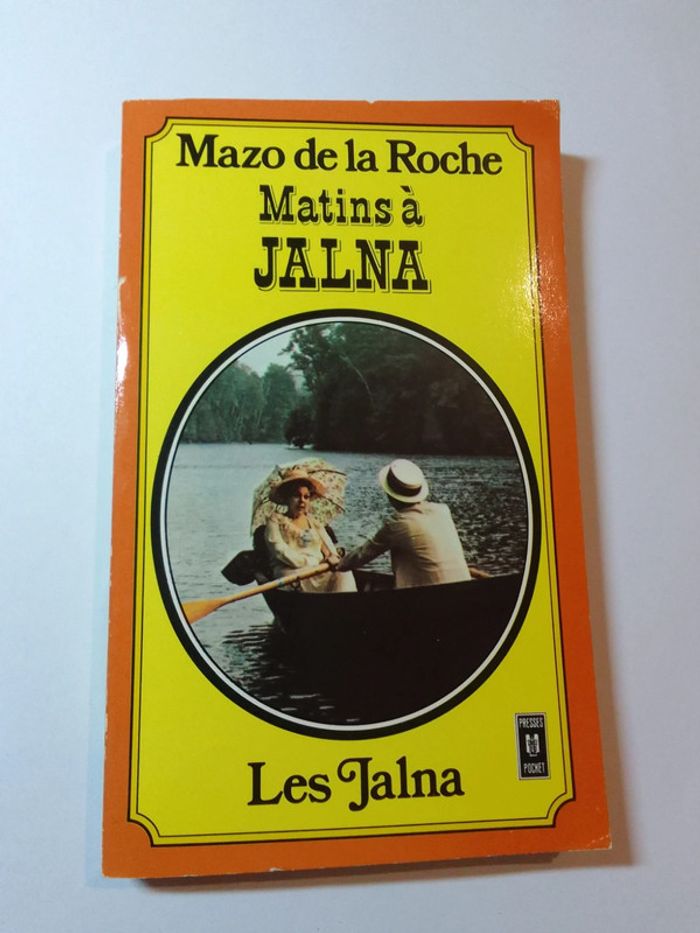 Mazo de la Roche
Matins à
JALNA
PRESSES
POCKET
Les Jalna